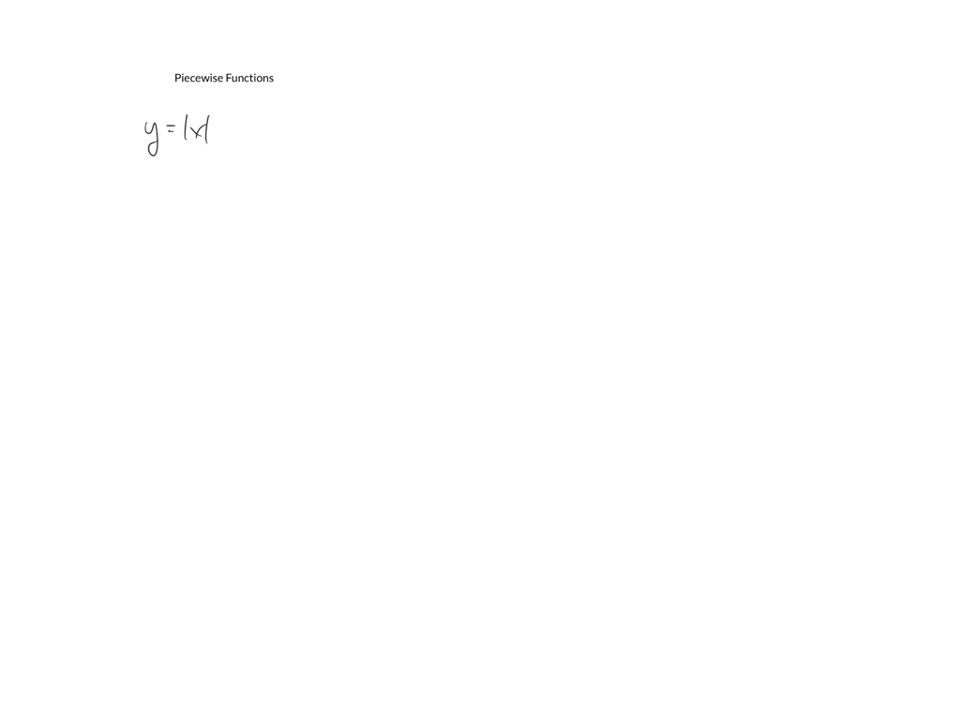 Piecewise Functions
y = |x|